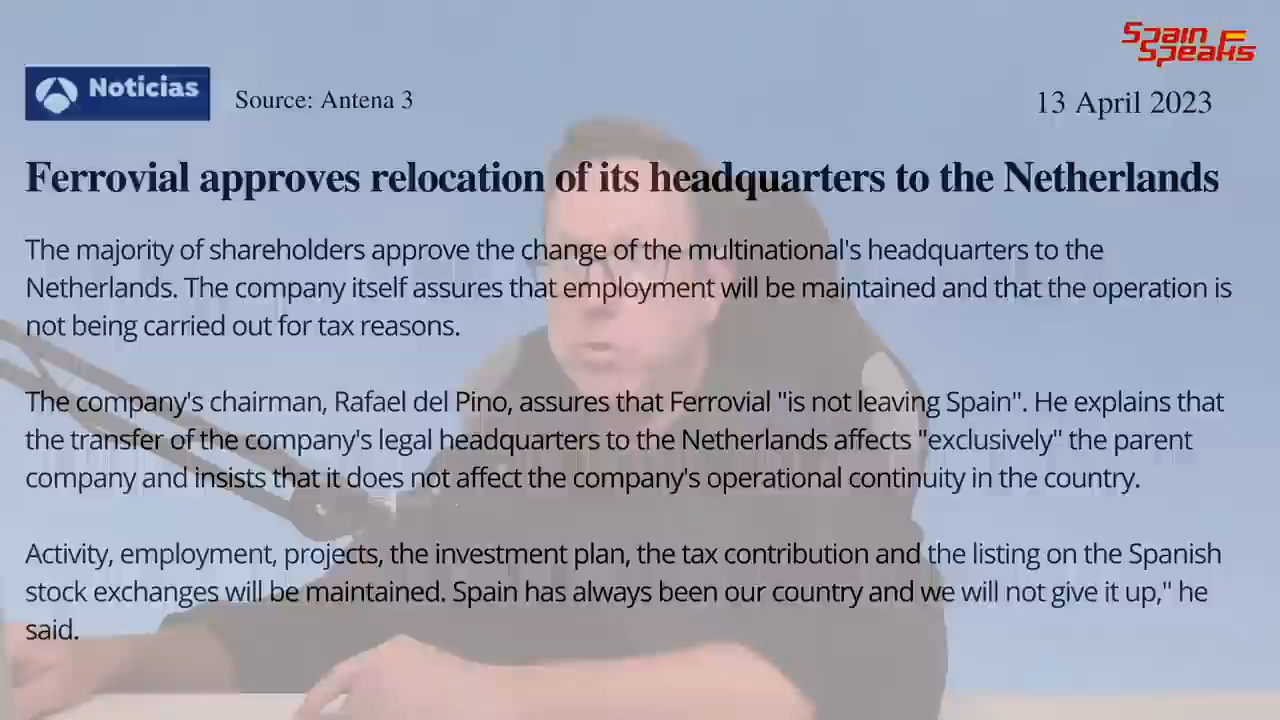 Spain
Speaks
Noticias
Source: Antena 3
13 April 2023
Ferrovial approves relocation of its headquarters to the Netherlands
The majority of shareholders approve the change of the multinational's headquarters to the
Netherlands. The company itself assures that employment will be maintained and that the operation is
not being carried out for tax reasons.
The company's chairman, Rafael del Pino, assures that Ferrovial "is not leaving Spain". He explains that
the transfer of the company's legal headquarters to the Netherlands affects "exclusively" the parent
company and insists that it does not affect the company's operational continuity in the country.
Activity, employment, projects, the investment plan, the tax contribution and the listing on the Spanish
stock exchanges will be maintained. Spain has always been our country and we will not give it up," he
said.